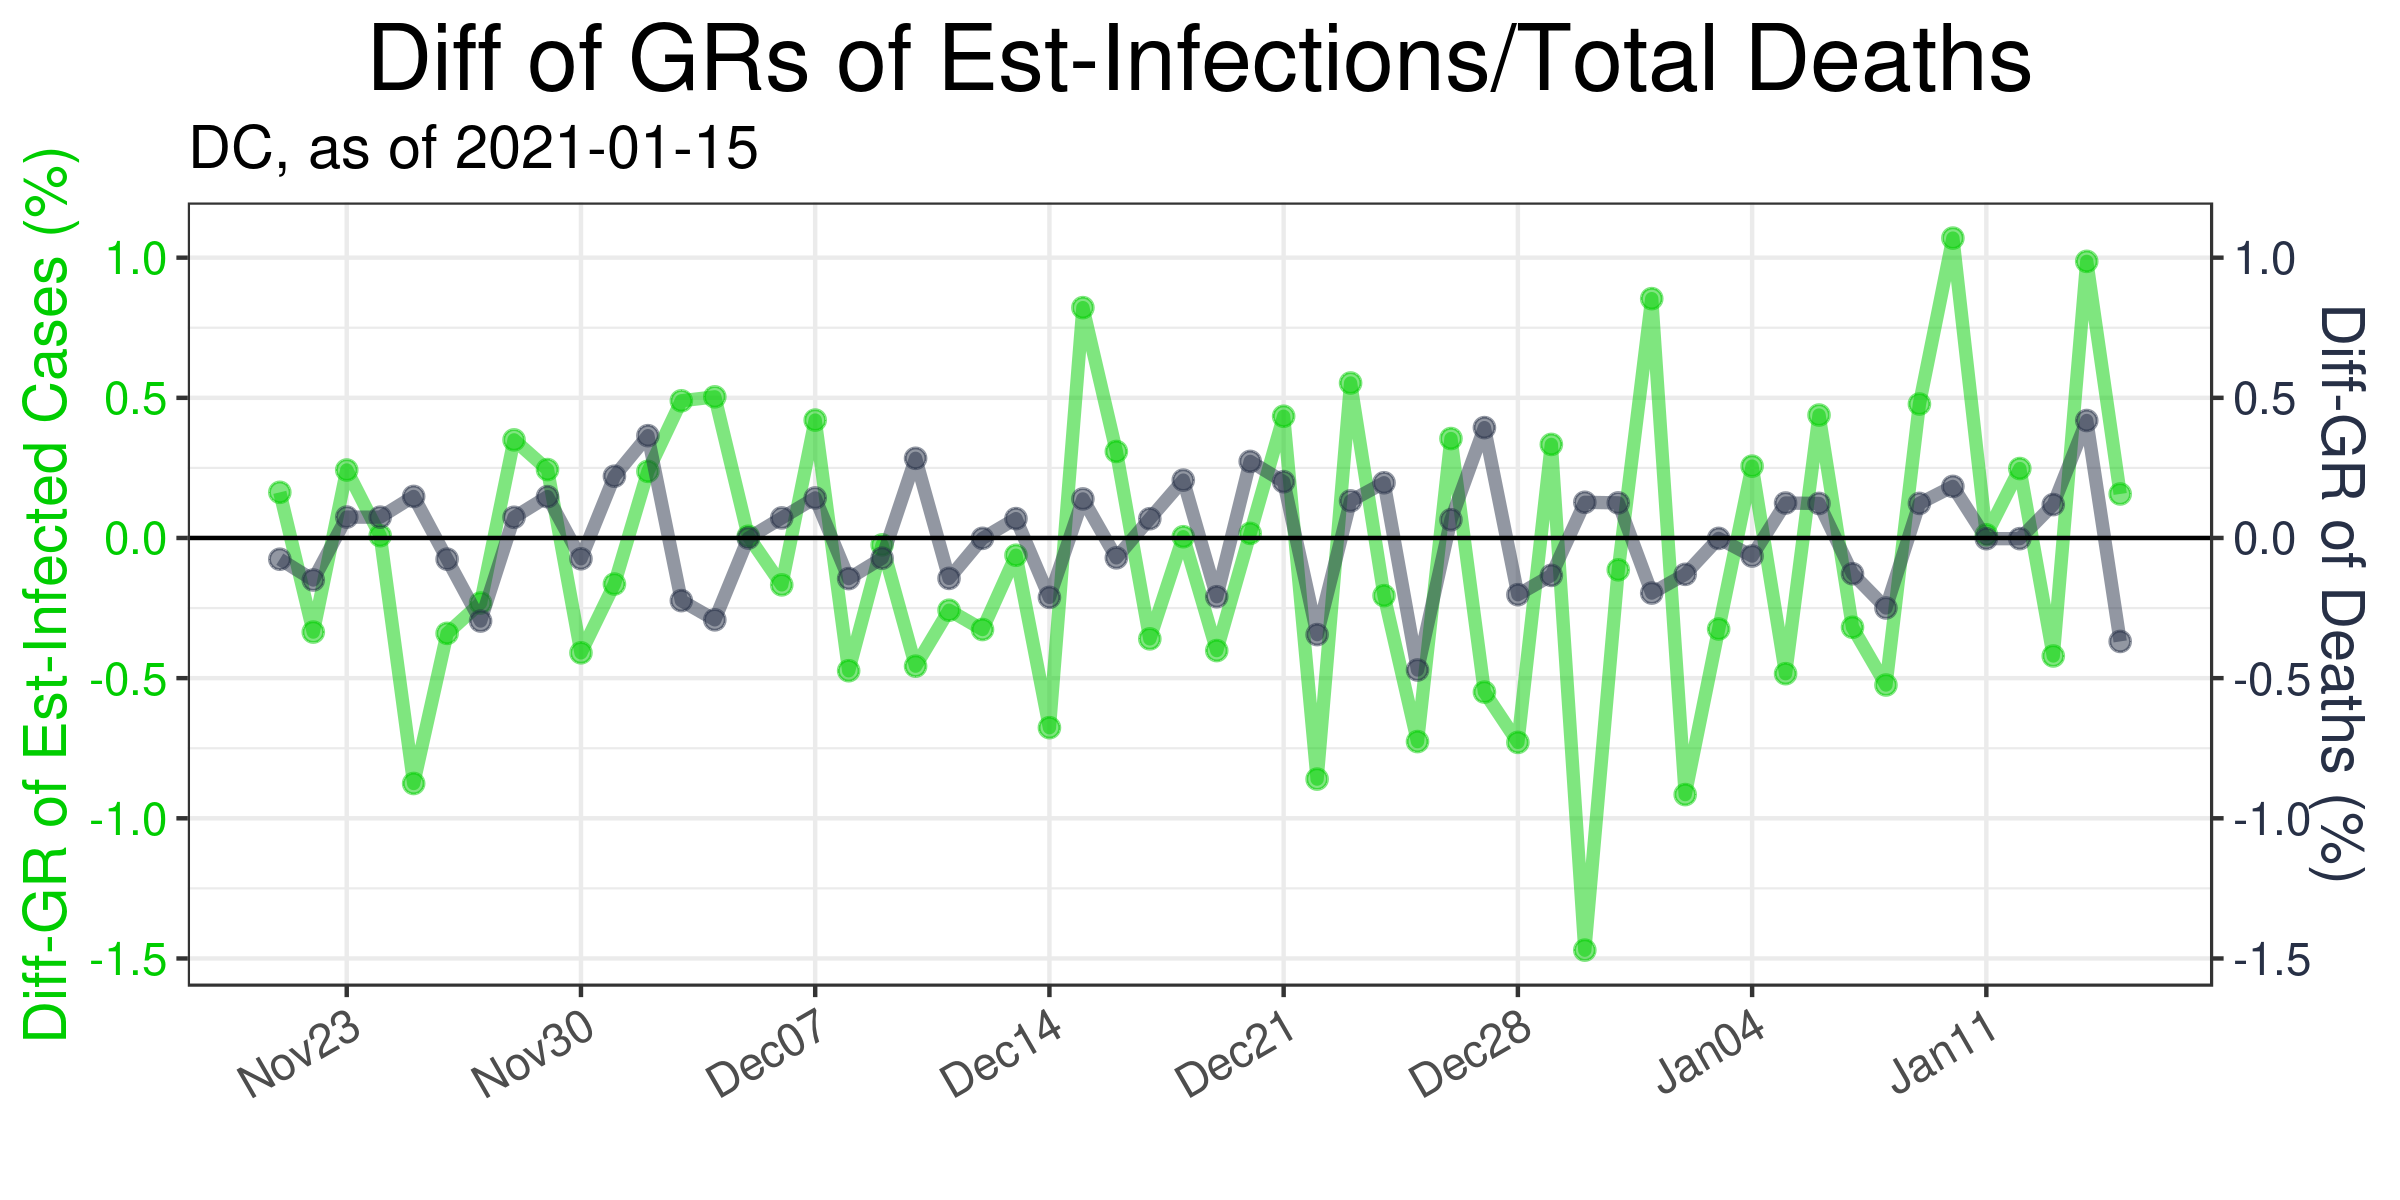 Diff of GRs of Est-Infections/Total Deaths
DC, as of 2021-01-15
Diff-GR of Est-Infected Cases (%)
1.0
0.5
0.0
-0.5
-1.0
-1.5
1.0
0.5
0.0
-0.5
-1.0
-1.5
Diff-GR of Deaths (%)
Nov23
Nov30
Dec07
Dec14
Dec21
Dec28
Jan04
Jan11